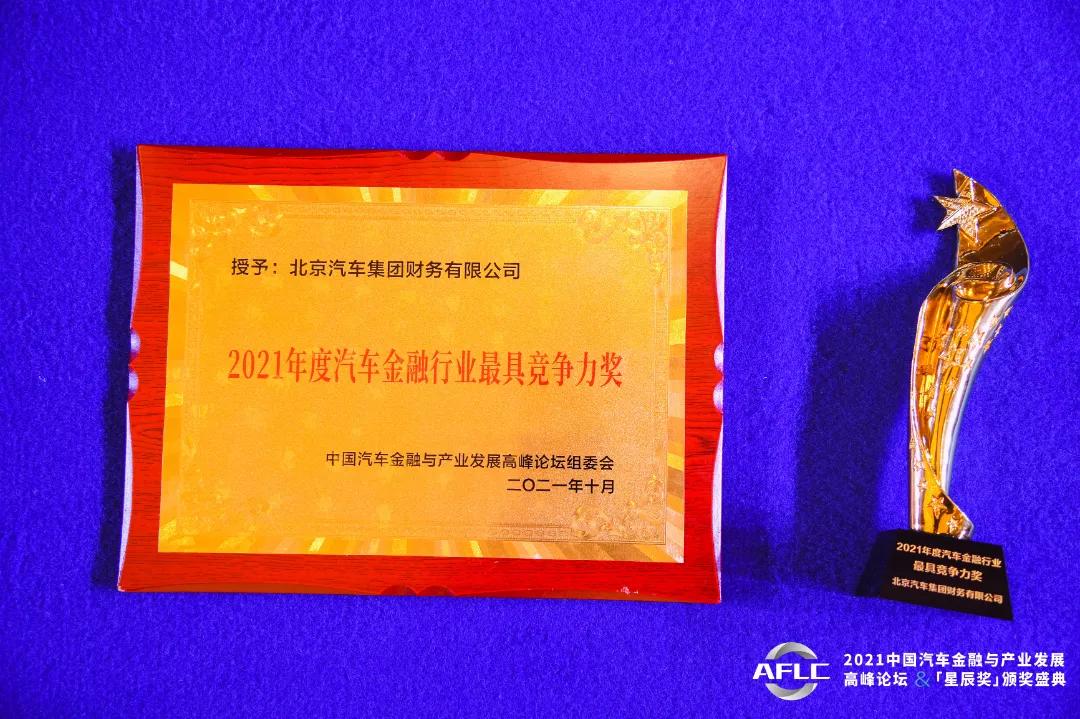 授予：北京汽车集团财务有限公司
2021年度汽车金融行业最具竞争力奖
中国汽车金融与产业发展高峰论坛组委会
二〇二一年十月
2021年度汽车金融行业
最具竞争力奖
北京汽车集团财务有限公司
AFLC
2021中国汽车金融与产业发展
高峰论坛 &「星辰奖」颁奖盛典